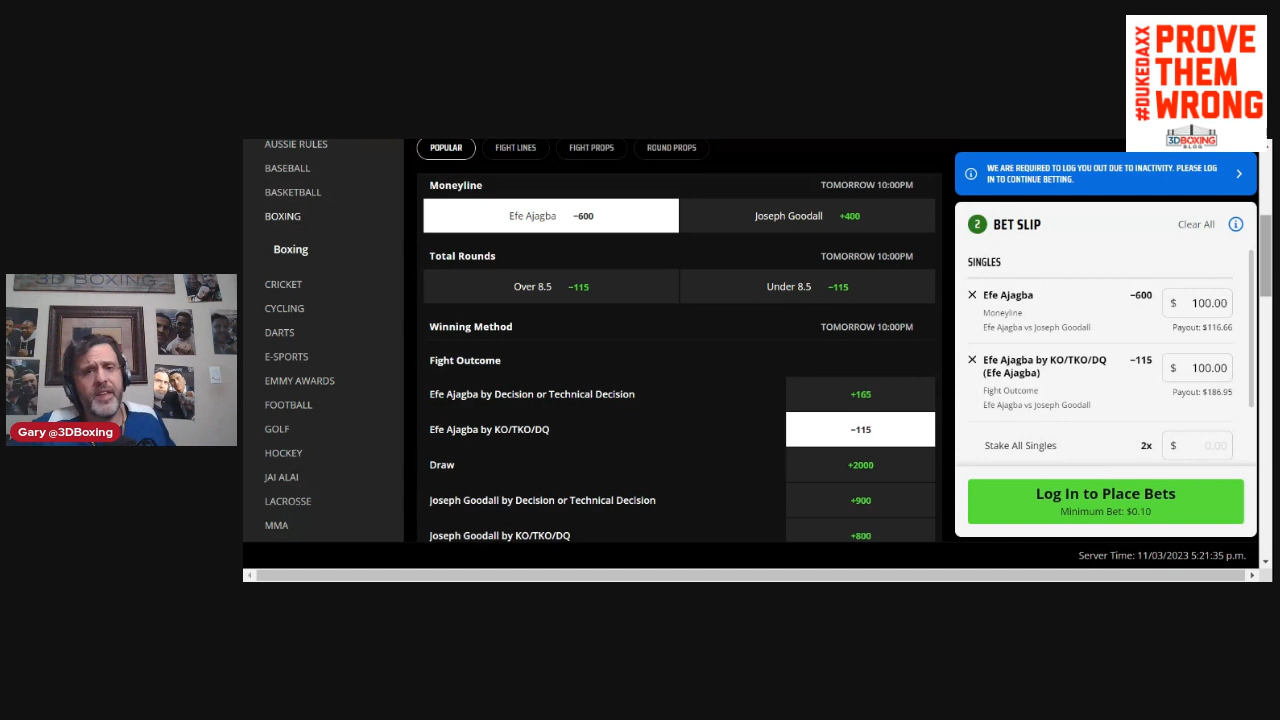 #DUKEDAXX
PROVE
THEM
WRONG
3DBOXING
BLOG
AUSSIE RULES
BASEBALL
BASKETBALL
BOXING
Boxing
CRICKET
CYCLING
DARTS
E-SPORTS
EMMY AWARDS
FOOTBALL
GOLF
HOCKEY
JAI ALAI
LACROSSE
MMA
POPULAR
FIGHT LINES
FIGHT PROPS
ROUND PROPS
Moneyline
TOMORROW 10:00PM
Efe Ajagba −600
Joseph Goodall +400
Total Rounds
TOMORROW 10:00PM
Over 8.5 −115
Under 8.5 −115
Winning Method
TOMORROW 10:00PM
Fight Outcome
Efe Ajagba by Decision or Technical Decision +165
Efe Ajagba by KO/TKO/DQ −115
Draw +2000
Joseph Goodall by Decision or Technical Decision +900
Joseph Goodall by KO/TKO/DQ +800
WE ARE REQUIRED TO LOG YOU OUT DUE TO INACTIVITY. PLEASE LOG
IN TO CONTINUE BETTING.
2 BET SLIP Clear All
SINGLES
Efe Ajagba −600 $ 100.00
Moneyline
Efe Ajagba vs Joseph Goodall Payout: $116.66
Efe Ajagba by KO/TKO/DQ −115 $ 100.00
(Efe Ajagba)
Fight Outcome Payout: $186.95
Efe Ajagba vs Joseph Goodall
Stake All Singles 2x $ 0.00
Log In to Place Bets
Minimum Bet: $0.10
Server Time: 11/03/2023 5:21:35 p.m.
3D BOXING
Gary @3DBoxing